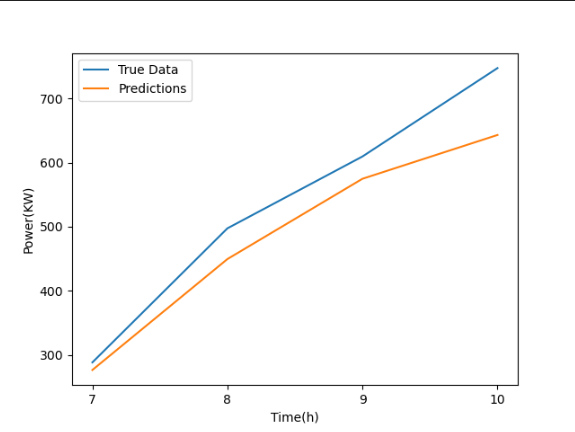 True Data
Predictions
700
600
500
400
300
Power(KW)
7 8 9 10
Time(h)